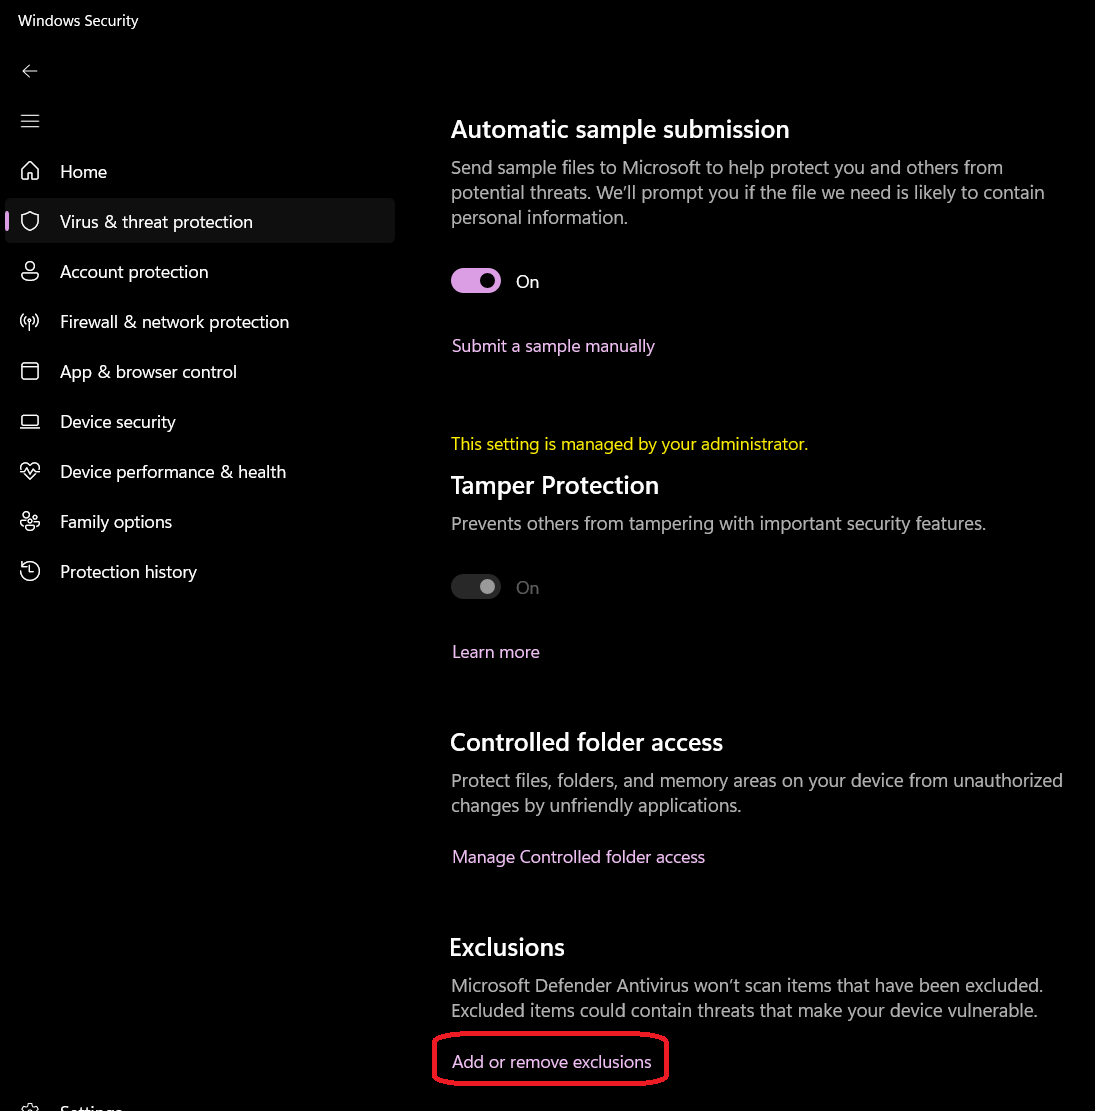 Windows Security
Home
Virus & threat protection
Account protection
Firewall & network protection
App & browser control
Device security
Device performance & health
Family options
Protection history
Settings
Automatic sample submission
Send sample files to Microsoft to help protect you and others from
potential threats. We’ll prompt you if the file we need is likely to contain
personal information.
On
Submit a sample manually
This setting is managed by your administrator.
Tamper Protection
Prevents others from tampering with important security features.
On
Learn more
Controlled folder access
Protect files, folders, and memory areas on your device from unauthorized
changes by unfriendly applications.
Manage Controlled folder access
Exclusions
Microsoft Defender Antivirus won’t scan items that have been excluded.
Excluded items could contain threats that make your device vulnerable.
Add or remove exclusions